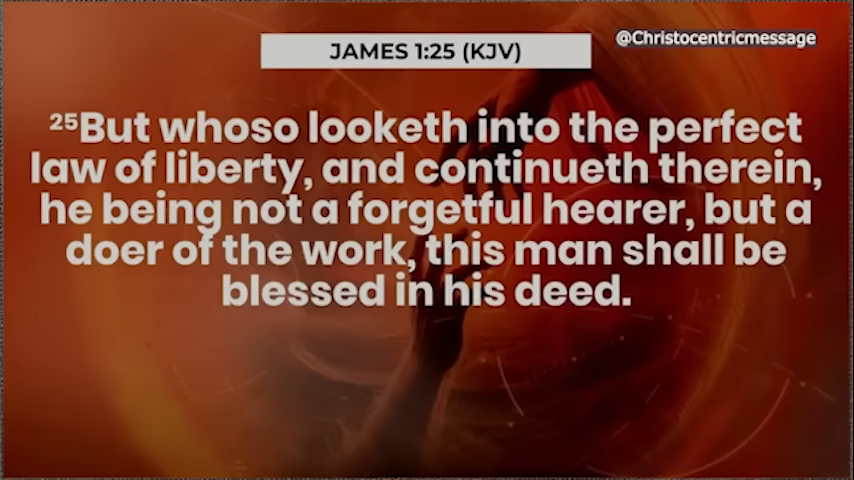 JAMES 1:25 (KJV)
@Christocentricmessage
²⁵But whoso looketh into the perfect
law of liberty, and continueth therein,
he being not a forgetful hearer, but a
doer of the work, this man shall be
blessed in his deed.